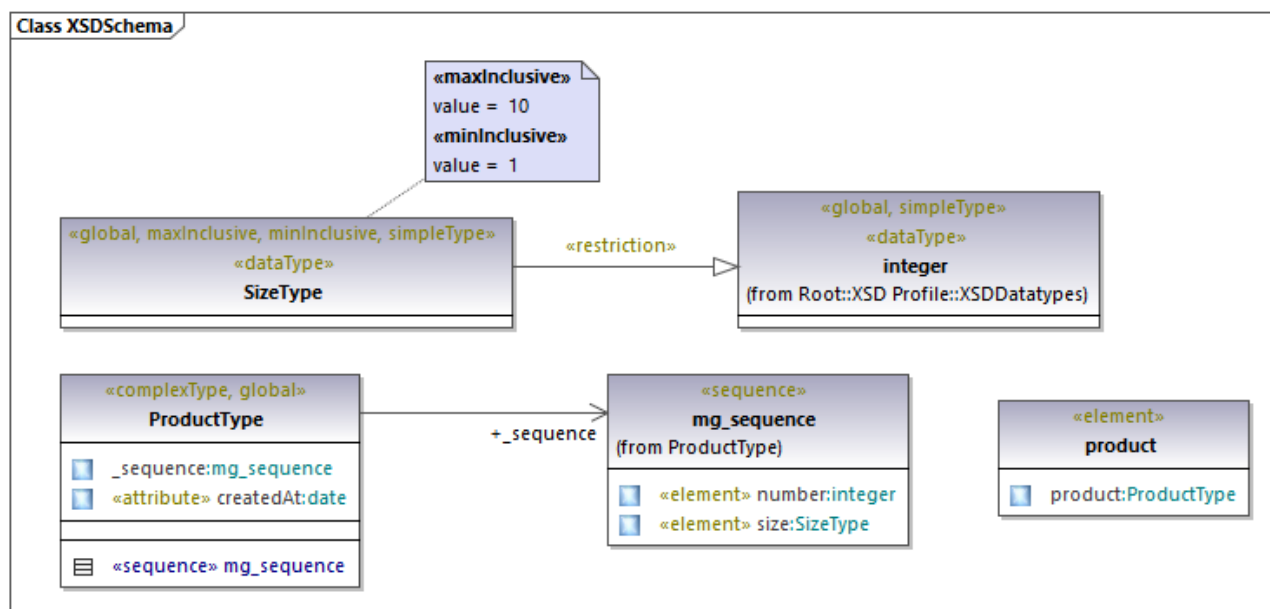 Class XSDSchema
«maxInclusive»
value = 10
«minInclusive»
value = 1
«global, maxInclusive, minInclusive, simpleType»
«dataType»
SizeType
«restriction»
«global, simpleType»
«dataType»
integer
(from Root::XSD Profile::XSDDatatypes)
«complexType, global»
ProductType
_sequence:mg_sequence
«attribute» createdAt:date
«sequence» mg_sequence
+_sequence
«sequence»
mg_sequence
(from ProductType)
«element» number:integer
«element» size:SizeType
«element»
product
product:ProductType